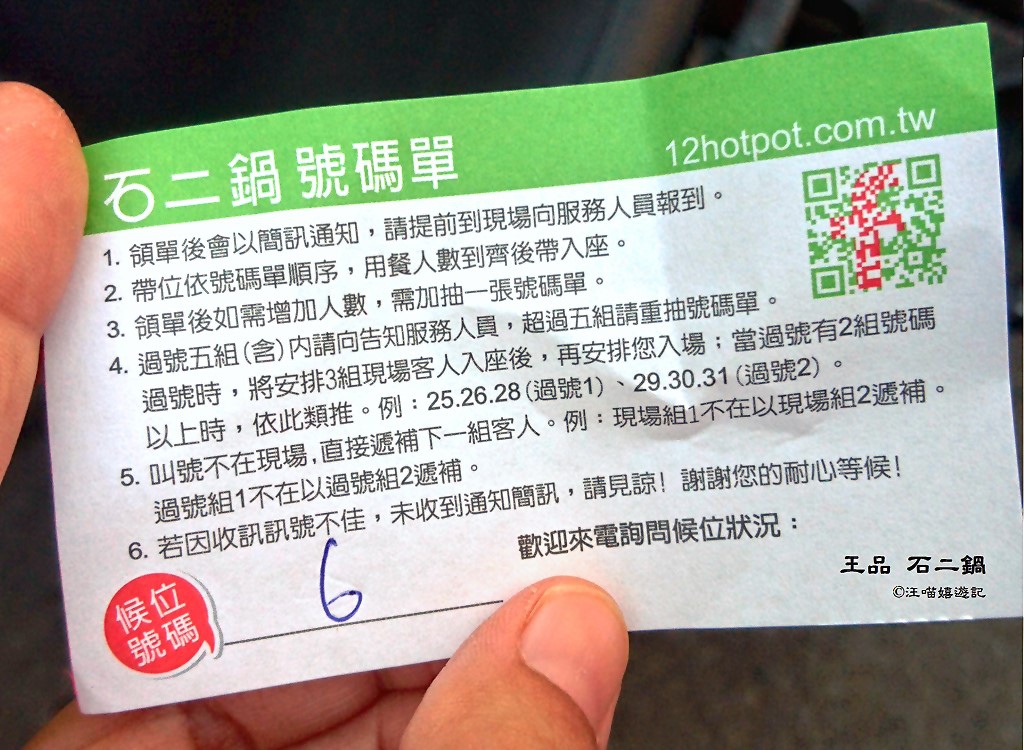 石二鍋 號碼單
12hotpot.com.tw
1. 領單後會以簡訊通知，請提前到現場向服務人員報到。
2. 帶位依號碼單順序，用餐人數到齊後帶入座。
3. 領單後如需增加人數，需加抽一張號碼單。
4. 過號五組(含)內請向告知服務人員，超過五組請重抽號碼單。
過號時，將安排3組現場客人入座後，再安排您入場；當過號有2組號碼
以上時，依此類推。例：25.26.28(過號1)、29.30.31(過號2)。
5. 叫號不在現場,直接遞補下一組客人。例：現場組1不在以現場組2遞補。
過號組1不在以過號組2遞補。
6. 若因收訊訊號不佳，未收到通知簡訊，請見諒！謝謝您的耐心等候！
歡迎來電詢問候位狀況：
候位
號碼
6
王品 石二鍋
©汪喵嬉遊記